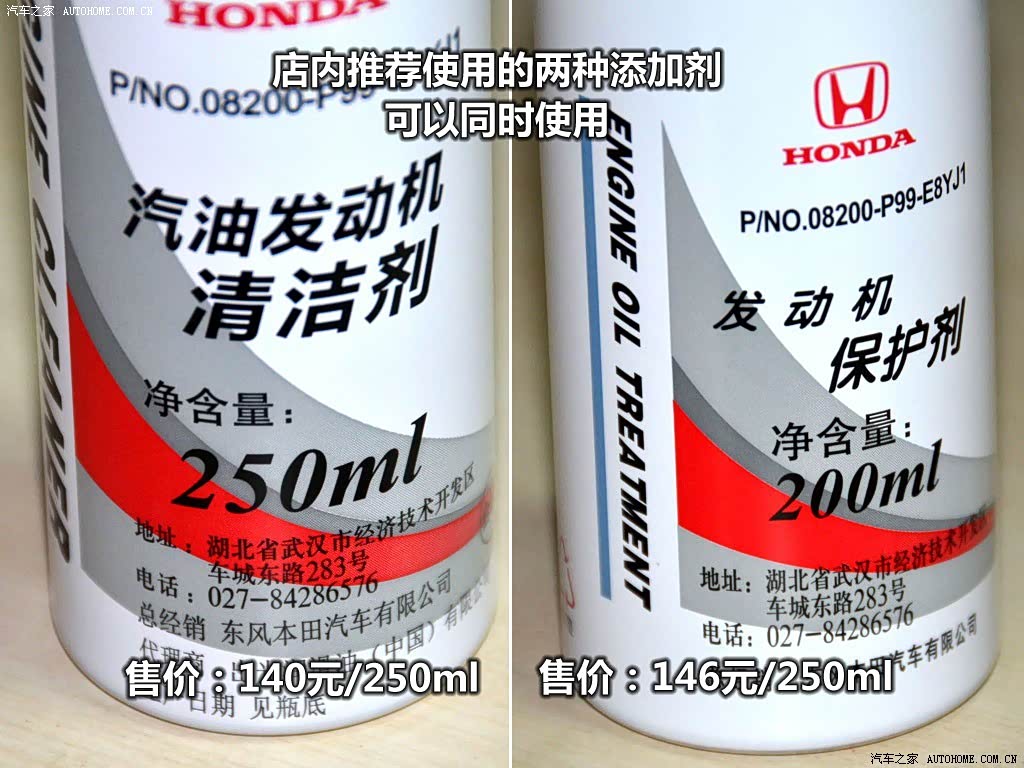 汽车之家 AUTOHOME.COM.CN
店内推荐使用的两种添加剂
可以同时使用
HONDA
P/NO.08200-P99-
汽油发动机
清洁剂
净含量：
250ml
地址：湖北省武汉市经济技术开发区
车城东路283号
电话：027-84286576
总经销 东风本田汽车有限公司
代理商
日期 见瓶底
CLEANER
售价：140元/250ml
HONDA
P/NO.08200-P99-E8YJ1
ENGINE OIL TREATMENT
发动机
保护剂
净含量：
200ml
地址：湖北省武汉市经济技术开发
车城东路283号
电话：027-84286576
田汽车有限公司
售价：146元/250ml
汽车之家 AUTOHOME.COM.CN